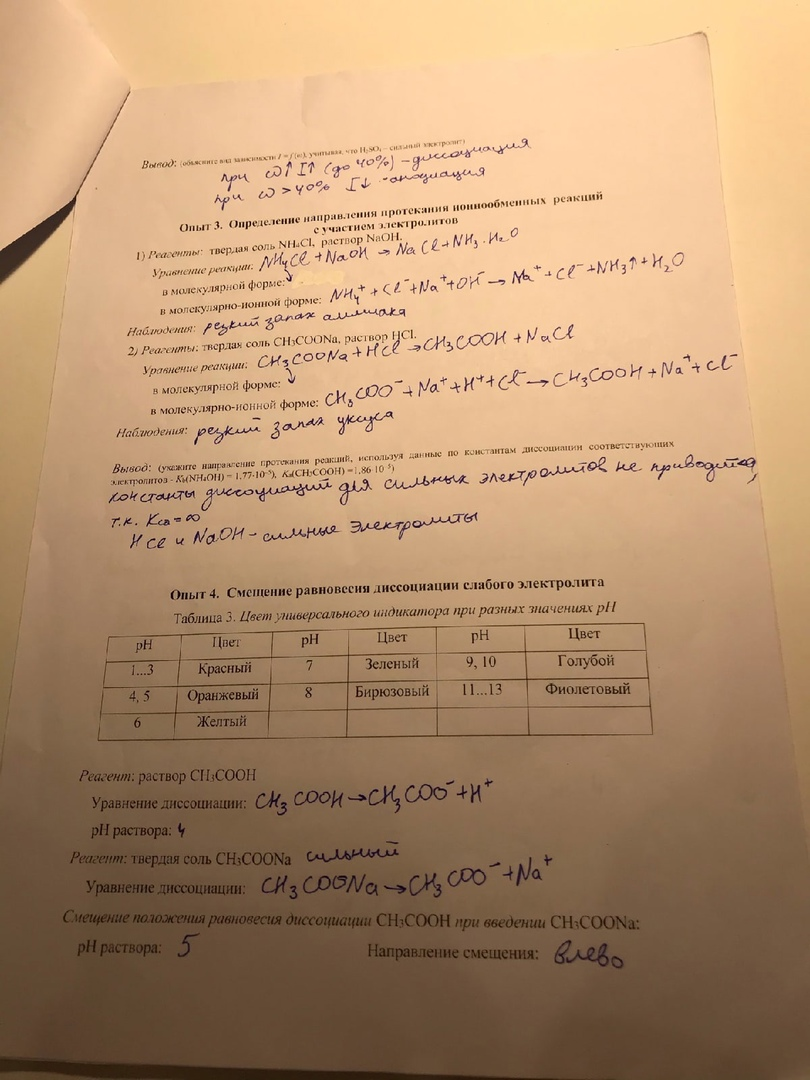 Вывод: (объясните вид зависимости I = f (w), учитывая, что H₂SO₄ – сильный электролит)
при ω↑ I↑ (до 40%) - диссоциация
при ω > 40% I↓ -
Опыт 3. Определение направления протекания ионнообменных реакций
с участием электролитов
1) Реагенты: твердая соль NH₄Cl, раствор NaOH.
Уравнение реакции: NH₄Cl + NaOH → NaCl + NH₃·H₂O
в молекулярной форме:
в молекулярно-ионной форме: NH₄⁺ + Cl⁻ + Na⁺ + OH⁻ → Na⁺ + Cl⁻ + NH₃↑ + H₂O
Наблюдения: резкий запах аммиака
2) Реагенты: твердая соль CH₃COONa, раствор HCl.
Уравнение реакции: CH₃COONa + HCl → CH₃COOH + NaCl
в молекулярной форме:
в молекулярно-ионной форме: CH₃COO⁻ + Na⁺ + H⁺ + Cl⁻ → CH₃COOH + Na⁺ + Cl⁻
Наблюдения: резкий запах уксуса
Вывод: (укажите направление протекания реакций, используя данные по константам диссоциации соответствующих
электролитов - Kд(NH₄OH) = 1,77·10⁻⁵), Kд(CH₃COOH) = 1,86·10⁻⁵)
константы диссоциаций для сильных электролитов не приводится,
т.к. Kсв = ∞
HCl и NaOH - сильные электролиты
Опыт 4. Смещение равновесия диссоциации слабого электролита
Таблица 3. Цвет универсального индикатора при разных значениях pH
pH Цвет pH Цвет pH Цвет
1...3 Красный 7 Зеленый 9, 10 Голубой
4, 5 Оранжевый 8 Бирюзовый 11...13 Фиолетовый
6 Желтый
Реагент: раствор CH₃COOH
Уравнение диссоциации: CH₃COOH → CH₃COO⁻ + H⁺
pH раствора: 4
Реагент: твердая соль CH₃COONa сильный
Уравнение диссоциации: CH₃COONa → CH₃COO⁻ + Na⁺
Смещение положения равновесия диссоциации CH₃COOH при введении CH₃COONa:
pH раствора: 5 Направление смещения: влево